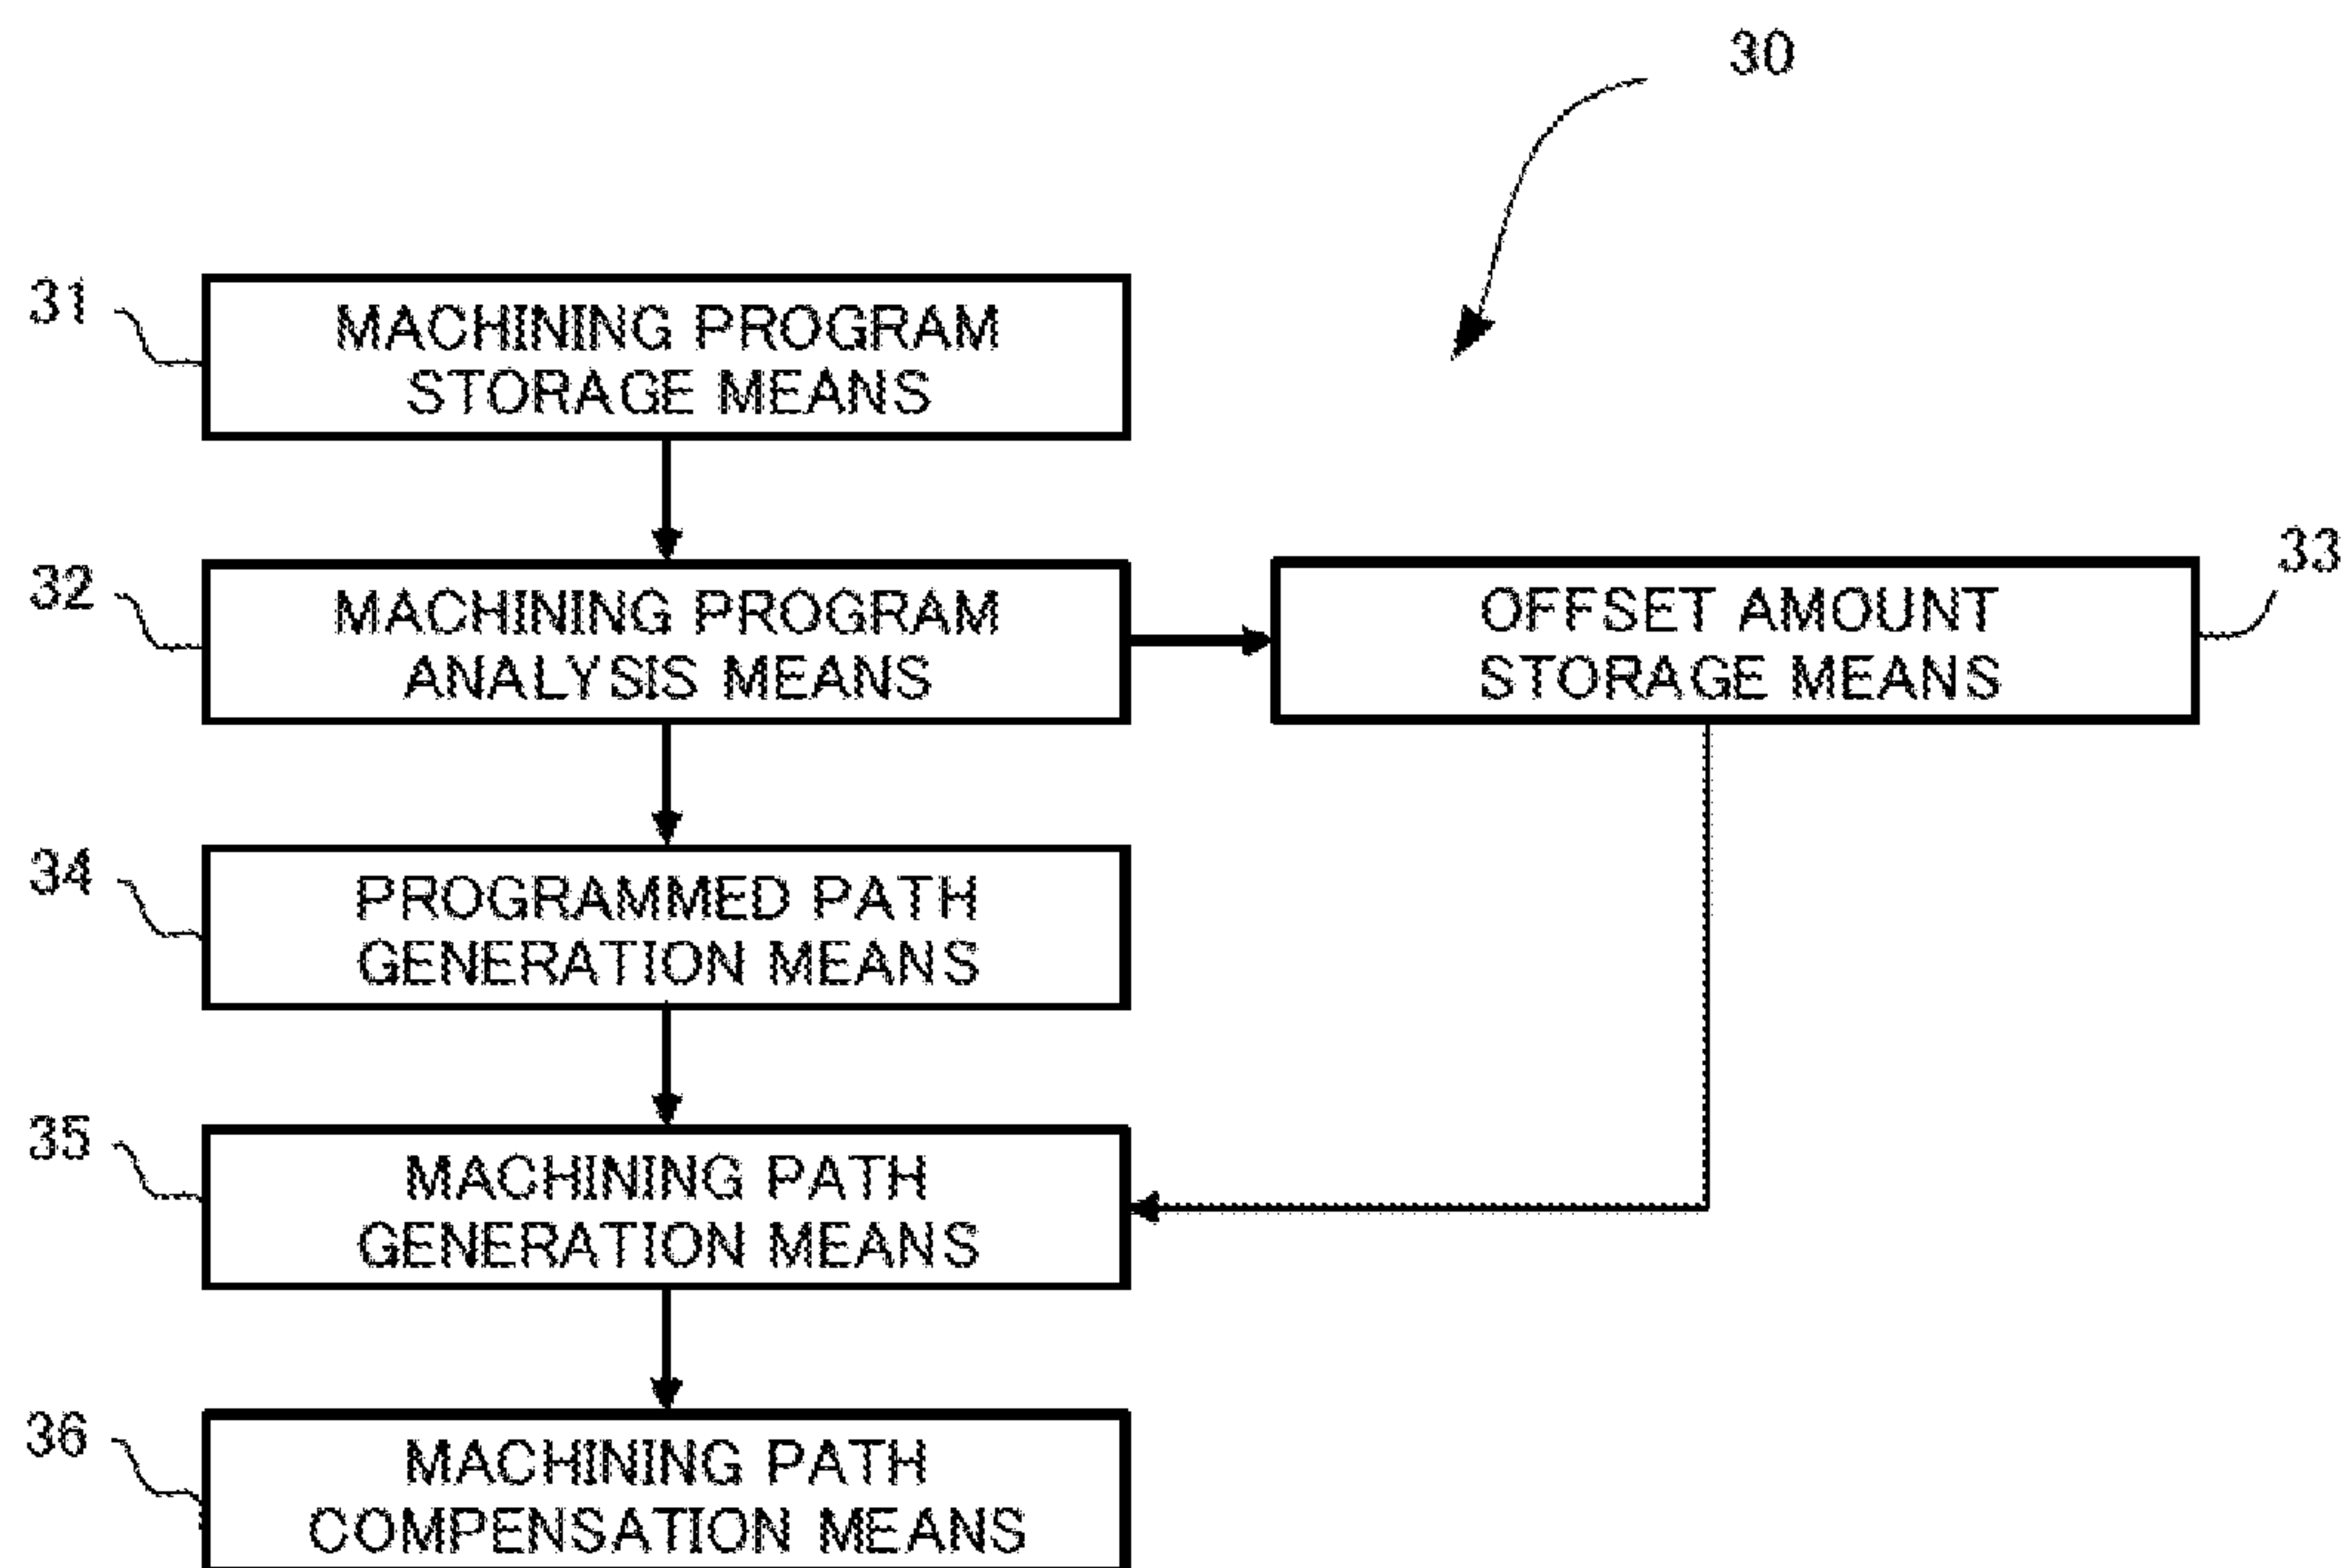 30
31
MACHINING PROGRAM
STORAGE MEANS
32
MACHINING PROGRAM
ANALYSIS MEANS
33
OFFSET AMOUNT
STORAGE MEANS
34
PROGRAMMED PATH
GENERATION MEANS
35
MACHINING PATH
GENERATION MEANS
36
MACHINING PATH
COMPENSATION MEANS